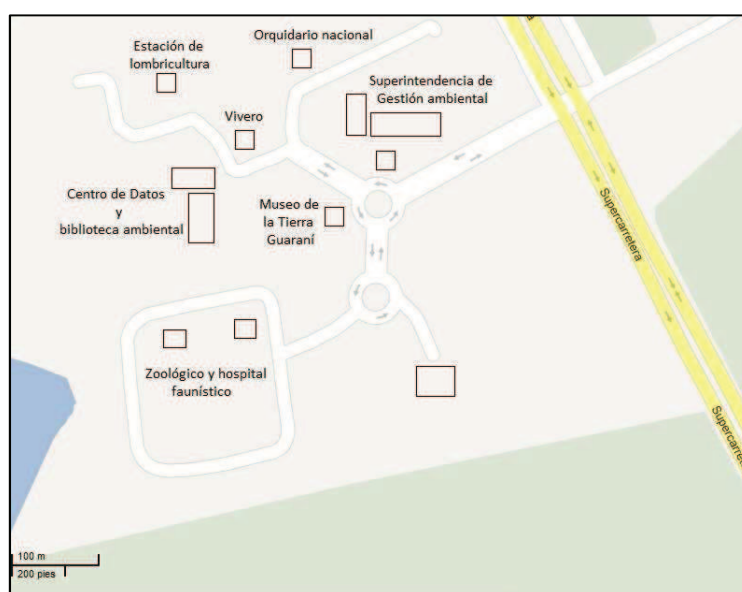 Orquidario nacional
Estación de
lombricultura
Superintendencia de
Gestión ambiental
Vivero
Centro de Datos
y
biblioteca ambiental
Museo de
la Tierra
Guaraní
Supercarretera
Zoológico y hospital
faunístico
100 m
200 pies